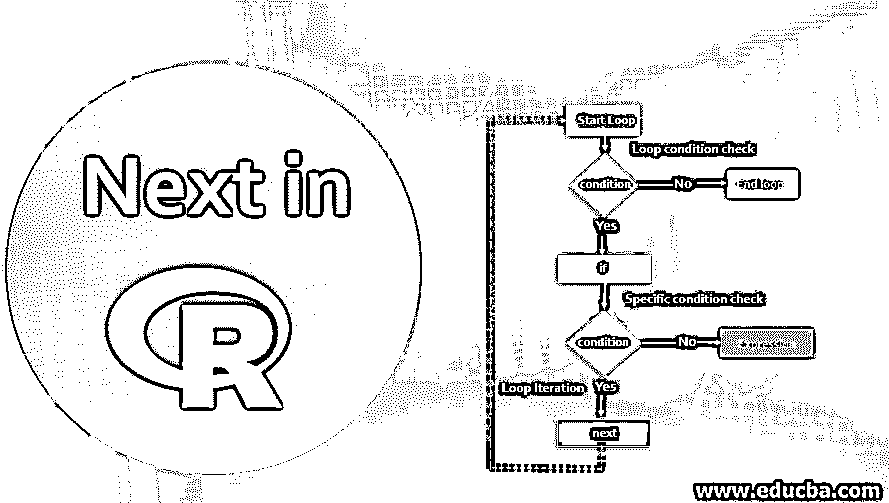 Next in
R
Start Loop
Loop condition check
condition
No
End loop
Yes
if
Specific condition check
condition
No
Loop Iteration
Yes
next
www.educba.com